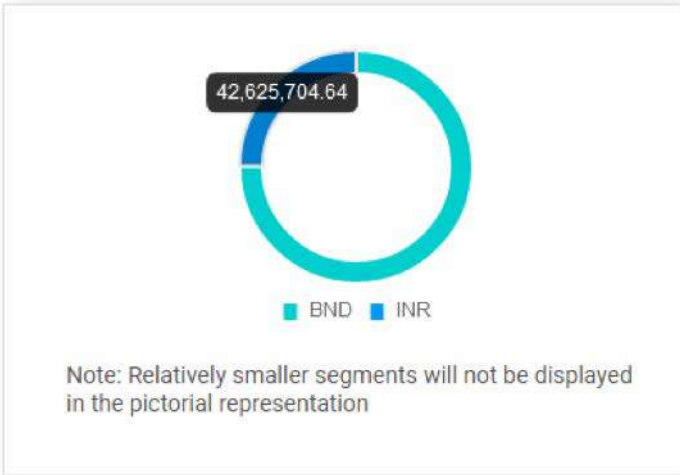 42,625,704.64
BND INR
Note: Relatively smaller segments will not be displayed
in the pictorial representation